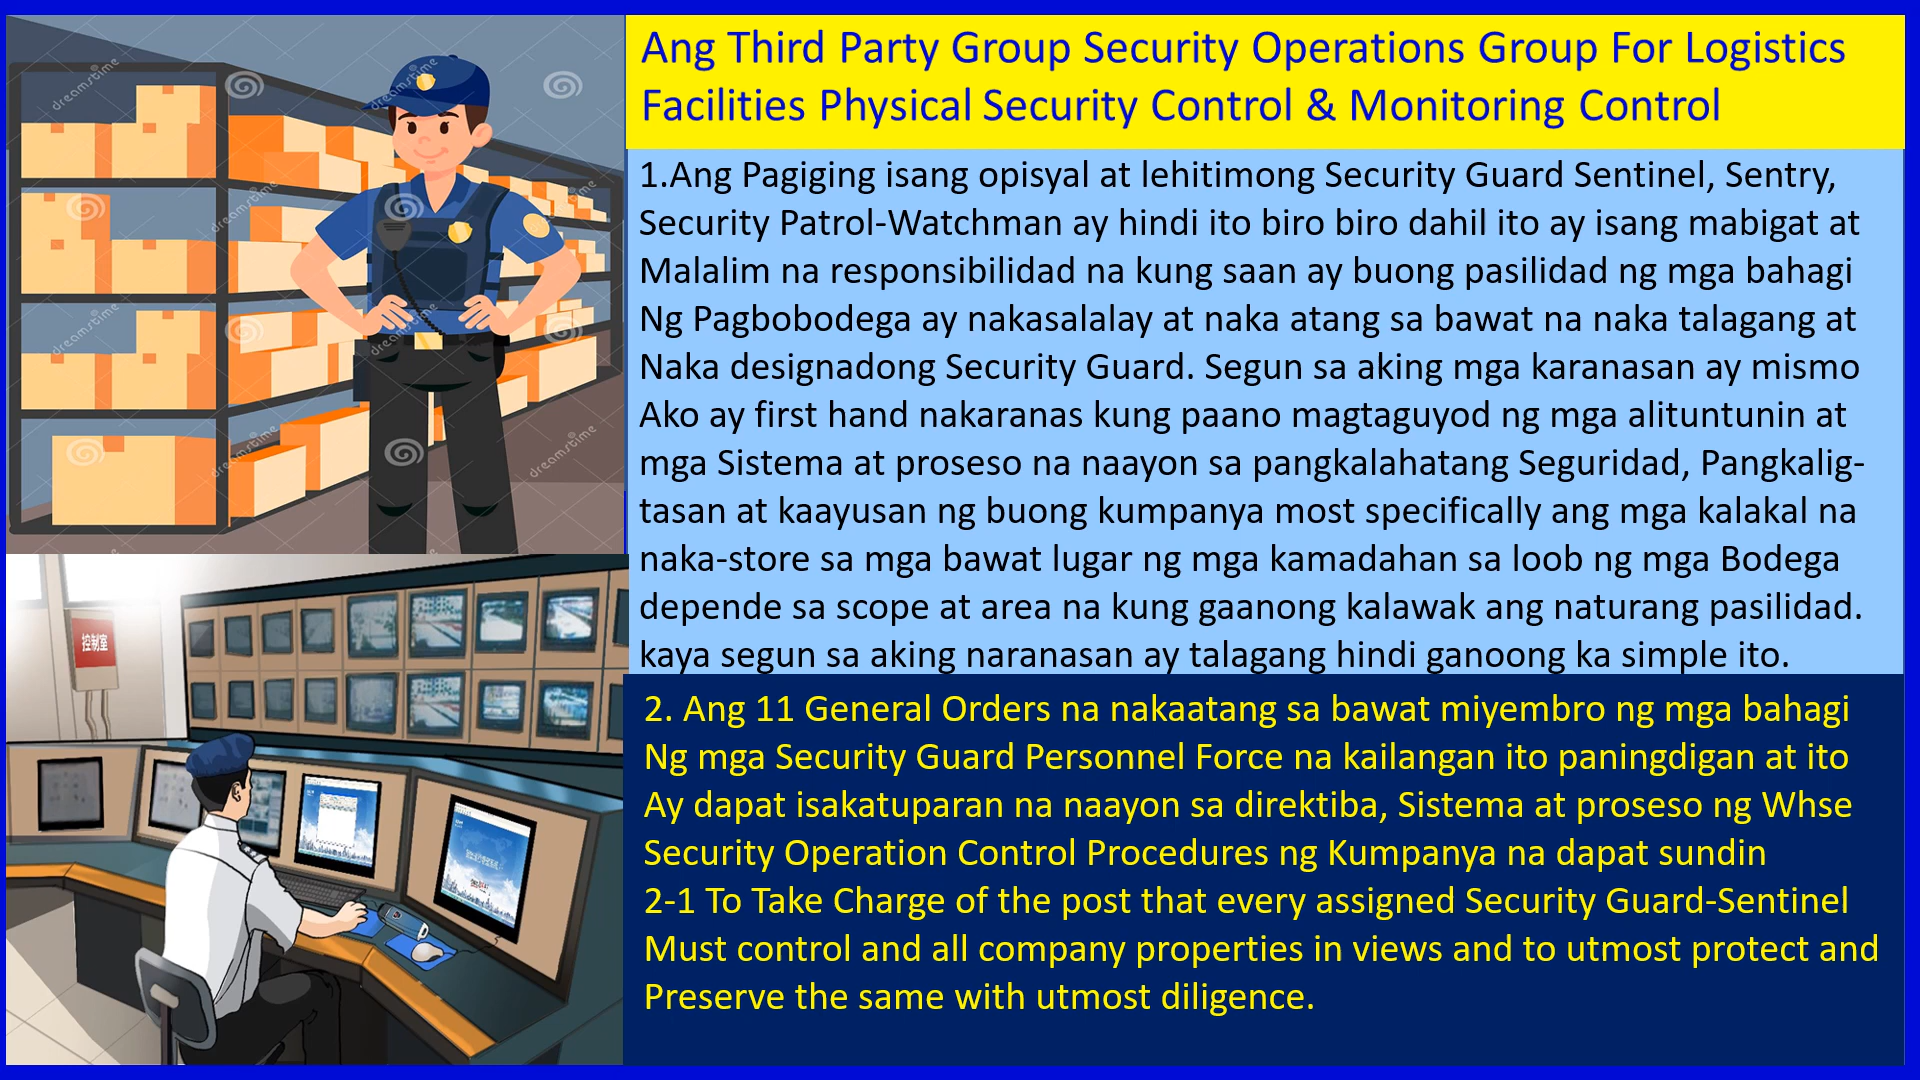 Ang Third Party Group Security Operations Group For Logistics
Facilities Physical Security Control & Monitoring Control
1.Ang Pagiging isang opisyal at lehitimong Security Guard Sentinel, Sentry,
Security Patrol-Watchman ay hindi ito biro biro dahil ito ay isang mabigat at
Malalim na responsibilidad na kung saan ay buong pasilidad ng mga bahagi
Ng Pagbobodega ay nakasalalay at naka atang sa bawat na naka talagang at
Naka designadong Security Guard. Segun sa aking mga karanasan ay mismo
Ako ay first hand nakaranas kung paano magtaguyod ng mga alituntunin at
mga Sistema at proseso na naayon sa pangkalahatang Seguridad, Pangkalig-
tasan at kaayusan ng buong kumpanya most specifically ang mga kalakal na
naka-store sa mga bawat lugar ng mga kamadahan sa loob ng mga Bodega
depende sa scope at area na kung gaanong kalawak ang naturang pasilidad.
kaya segun sa aking naranasan ay talagang hindi ganoong ka simple ito.
2. Ang 11 General Orders na nakaatang sa bawat miyembro ng mga bahagi
Ng mga Security Guard Personnel Force na kailangan ito paningdigan at ito
Ay dapat isakatuparan na naayon sa direktiba, Sistema at proseso ng Whse
Security Operation Control Procedures ng Kumpanya na dapat sundin
2-1 To Take Charge of the post that every assigned Security Guard-Sentinel
Must control and all company properties in views and to utmost protect and
Preserve the same with utmost diligence.
控制室
dreamstime
dreamstime
dreamstime
dreamstime
dreamstime
dreamstime
dreamstime
dreamstime